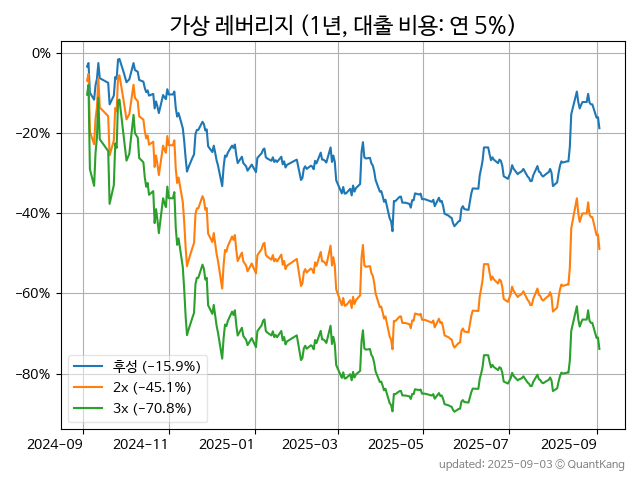 가상 레버리지 (1년, 대출 비용: 연 5%)
0%
−20%
−40%
−60%
−80%
후성 (−15.9%)
2x (−45.1%)
3x (−70.8%)
2024-09 2024-11 2025-01 2025-03 2025-05 2025-07 2025-09
updated: 2025-09-03 © QuantKang